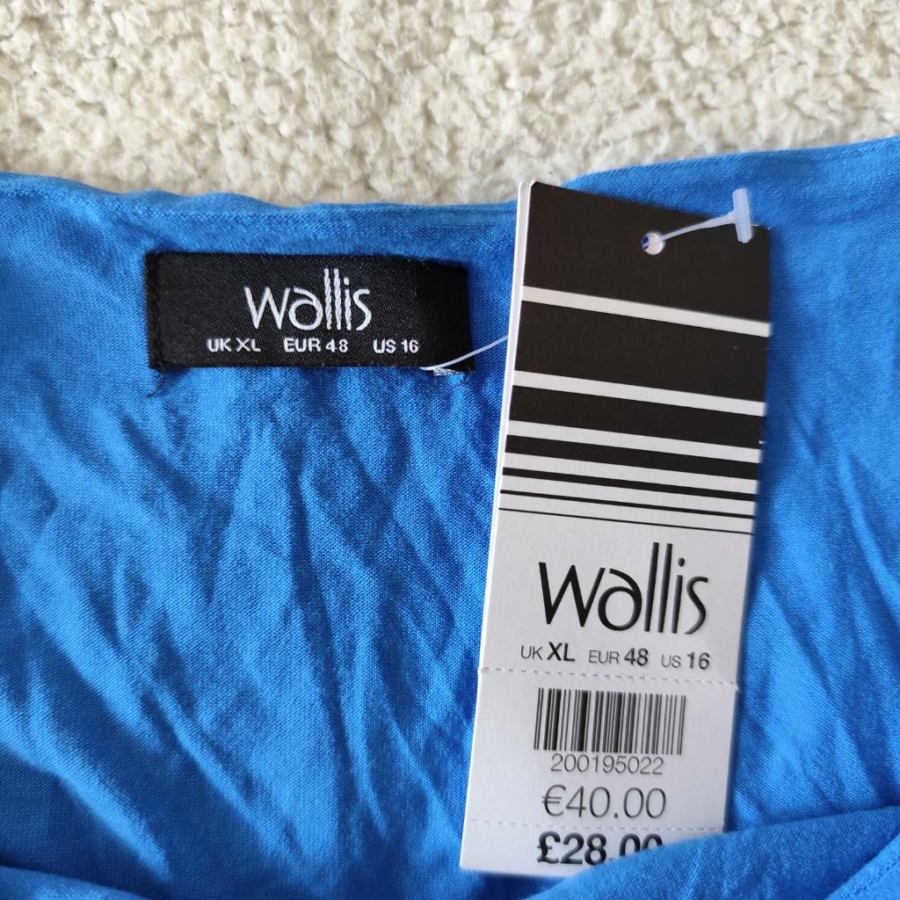 wallis
UK XL EUR 48 US 16
wallis
UK XL EUR 48 US 16
200195022
€40.00
£28.00